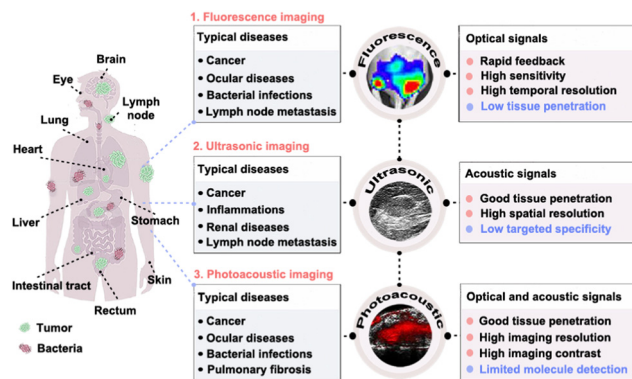 Brain
Eye
Lymph
node
Lung
Heart
Liver
Stomach
Intestinal tract
Skin
Rectum
Tumor
Bacteria
1. Fluorescence imaging
Typical diseases
• Cancer
• Ocular diseases
• Bacterial infections
• Lymph node metastasis
Fluorescence
Optical signals
Rapid feedback
High sensitivity
High temporal resolution
Low tissue penetration
2. Ultrasonic imaging
Typical diseases
• Cancer
• Inflammations
• Renal diseases
• Lymph node metastasis
Ultrasonic
Acoustic signals
Good tissue penetration
High spatial resolution
Low targeted specificity
3. Photoacoustic imaging
Typical diseases
• Cancer
• Ocular diseases
• Bacterial infections
• Pulmonary fibrosis
Photoacoustic
Optical and acoustic signals
Good tissue penetration
High imaging resolution
High imaging contrast
Limited molecule detection